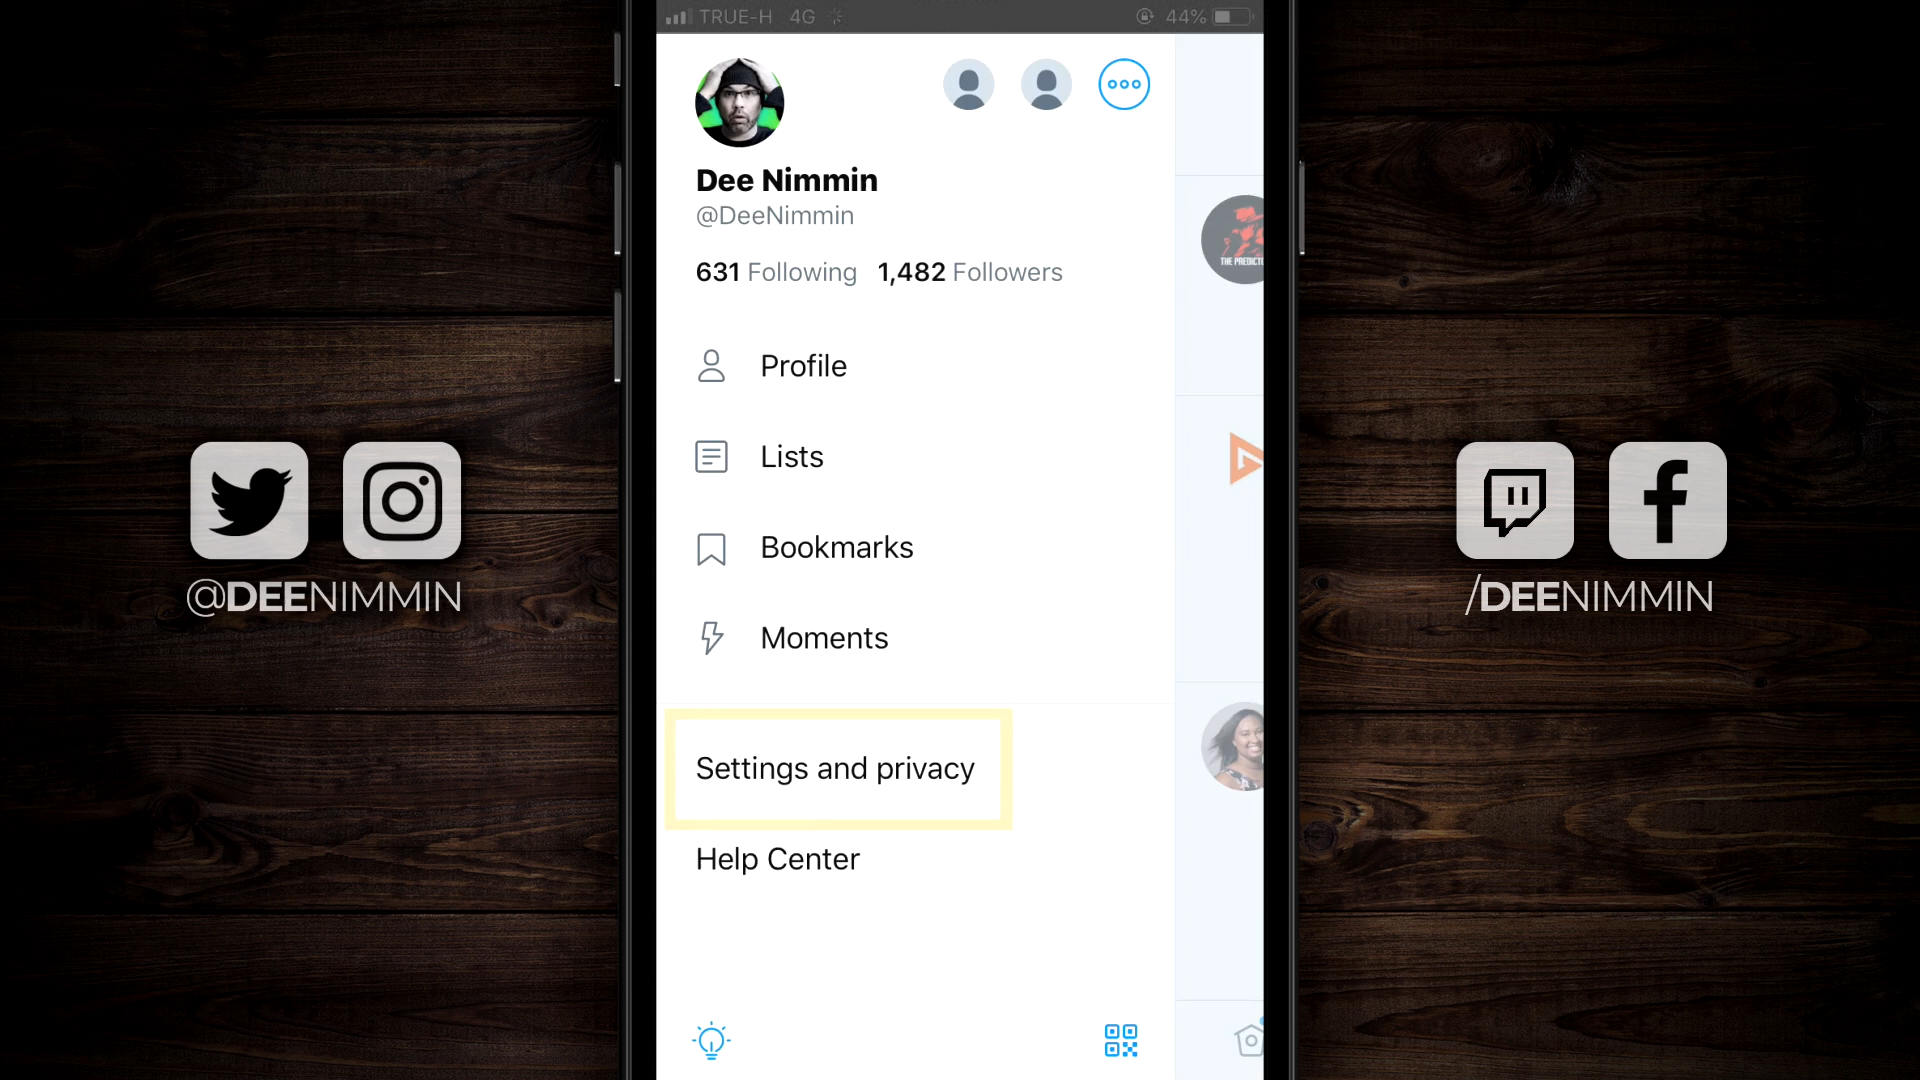 TRUE-H 4G 44%
Dee Nimmin
@DeeNimmin
631 Following 1,482 Followers
Profile
Lists
Bookmarks
Moments
Settings and privacy
Help Center
@DEENIMMIN
/DEENIMMIN